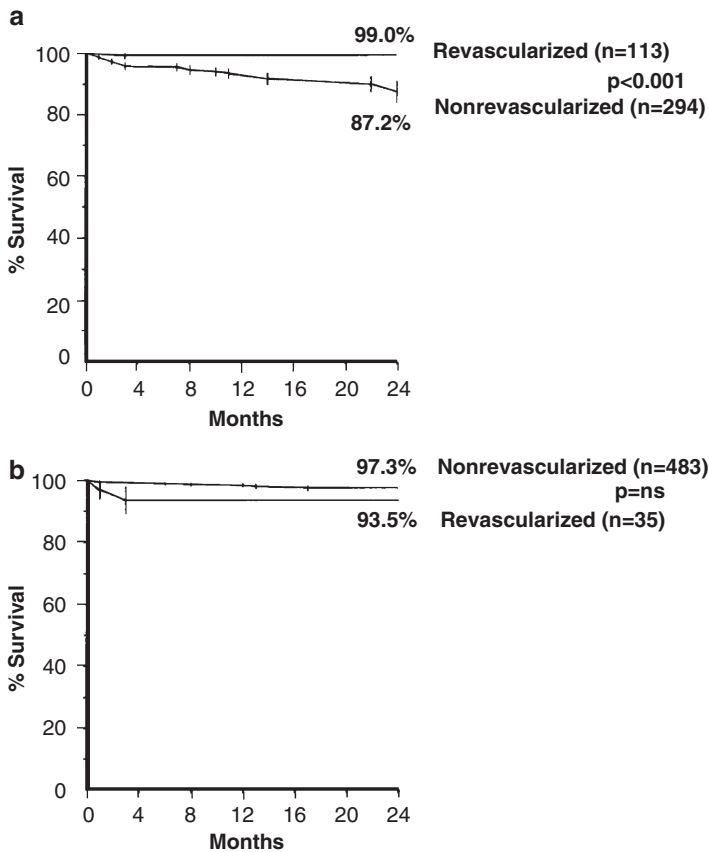 a
99.0%
Revascularized (n=113)
p<0.001
Nonrevascularized (n=294)
87.2%
100
80
60
40
20
0
% Survival
0 4 8 12 16 20 24
Months
b
97.3% Nonrevascularized (n=483)
p=ns
93.5% Revascularized (n=35)
100
80
60
40
20
0
% Survival
0 4 8 12 16 20 24
Months